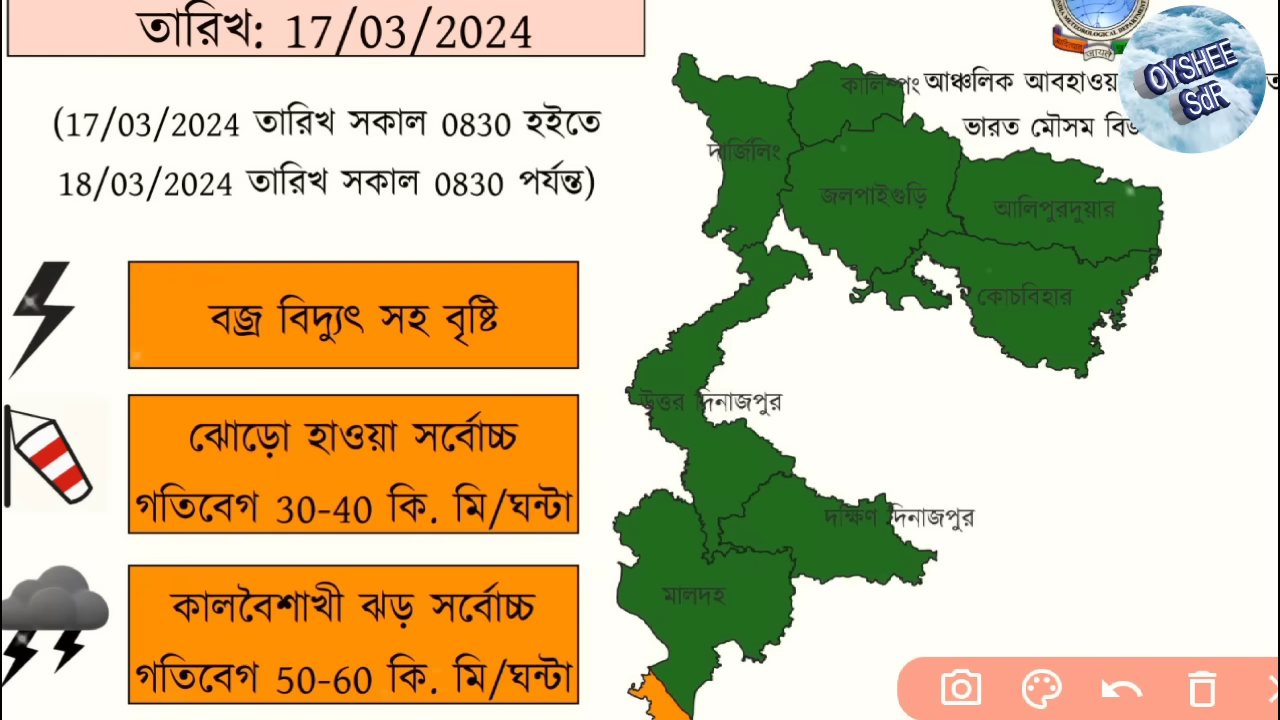 তারিখ: 17/03/2024
(17/03/2024 তারিখ সকাল 0830 হইতে
18/03/2024 তারিখ সকাল 0830 পর্যন্ত)
বজ্র বিদ্যুৎ সহ বৃষ্টি
ঝোড়ো হাওয়া সর্বোচ্চ
গতিবেগ 30-40 কি. মি/ঘন্টা
কালবৈশাখী ঝড় সর্বোচ্চ
গতিবেগ 50-60 কি. মি/ঘন্টা
আঞ্চলিক
ভারত মৌসম
OYSHEE
SdR
কালিম্পং
দার্জিলিং
জলপাইগুড়ি
আলিপুরদুয়ার
কোচবিহার
উত্তর দিনাজপুর
দক্ষিণ দিনাজপুর
মালদহ